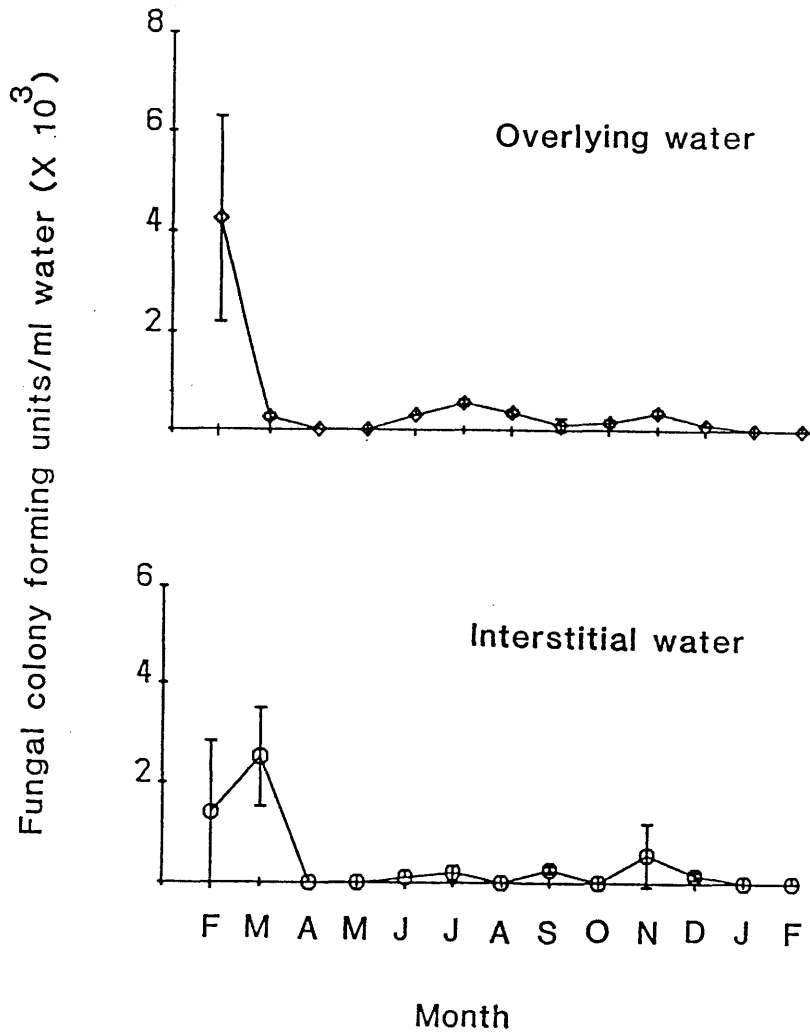 Fungal colony forming units/ml water (X 10³)
8
6
4
2
Overlying water
6
4
2
Interstitial water
F M A M J J A S O N D J F
Month